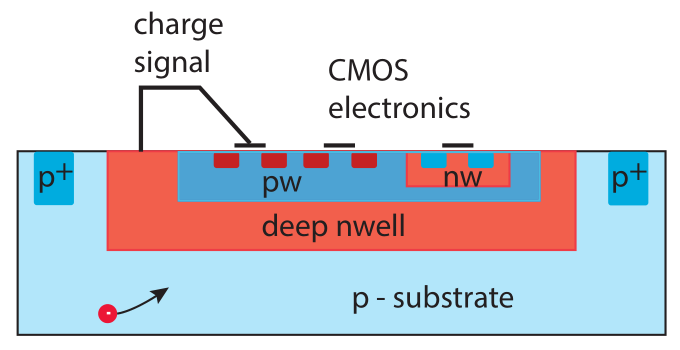 charge
signal
CMOS
electronics
p+
pw
nw
p+
deep nwell
p - substrate
-